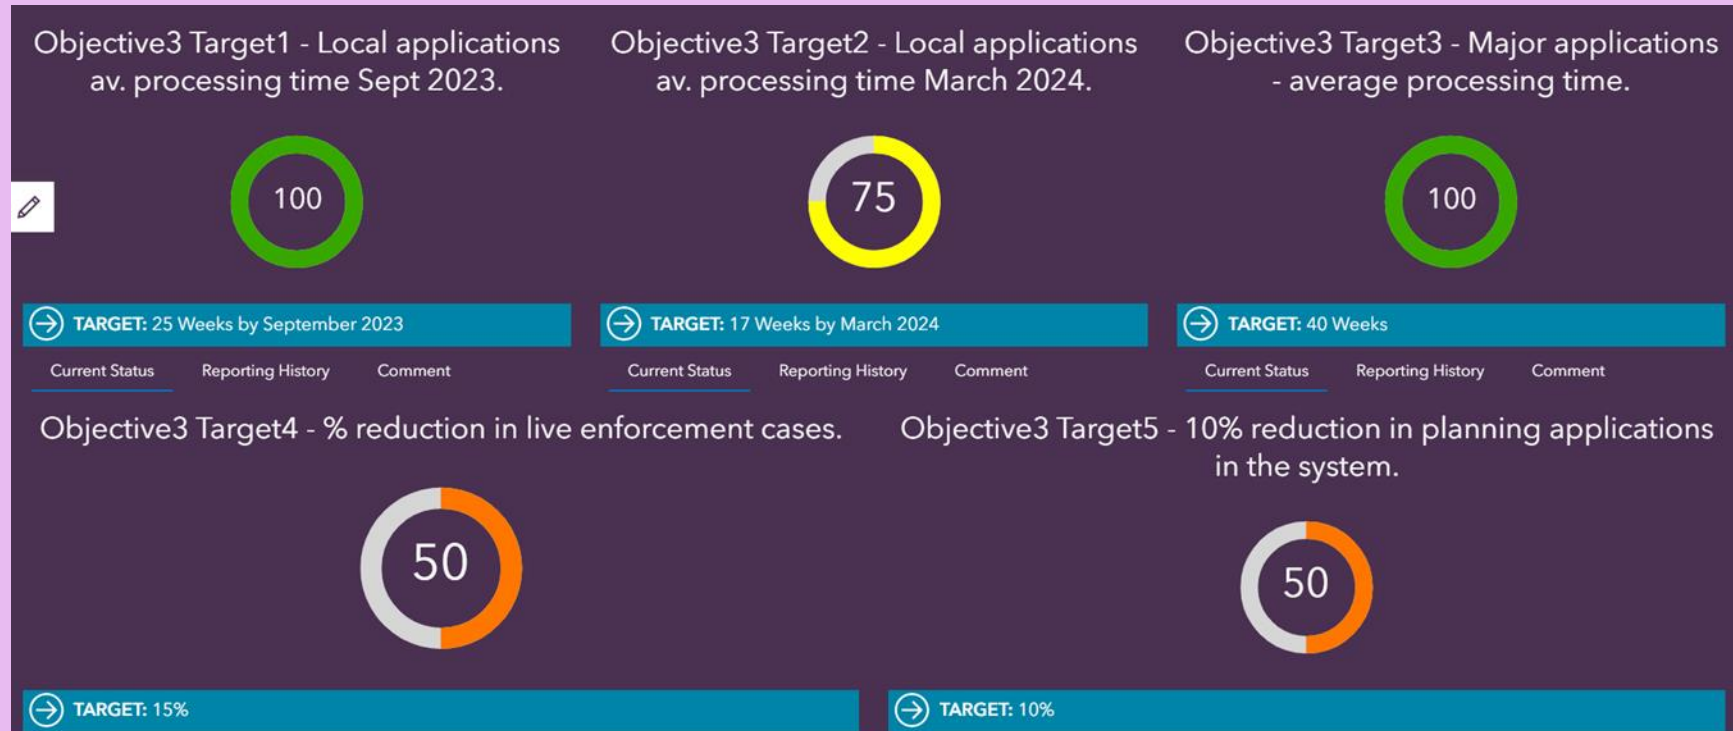 Objective3 Target1 - Local applications
av. processing time Sept 2023.
Objective3 Target2 - Local applications
av. processing time March 2024.
Objective3 Target3 - Major applications
- average processing time.
100
75
100
TARGET: 25 Weeks by September 2023
TARGET: 17 Weeks by March 2024
TARGET: 40 Weeks
Current Status Reporting History Comment
Current Status Reporting History Comment
Current Status Reporting History Comment
Objective3 Target4 - % reduction in live enforcement cases.
Objective3 Target5 - 10% reduction in planning applications
in the system.
50
50
TARGET: 15%
TARGET: 10%